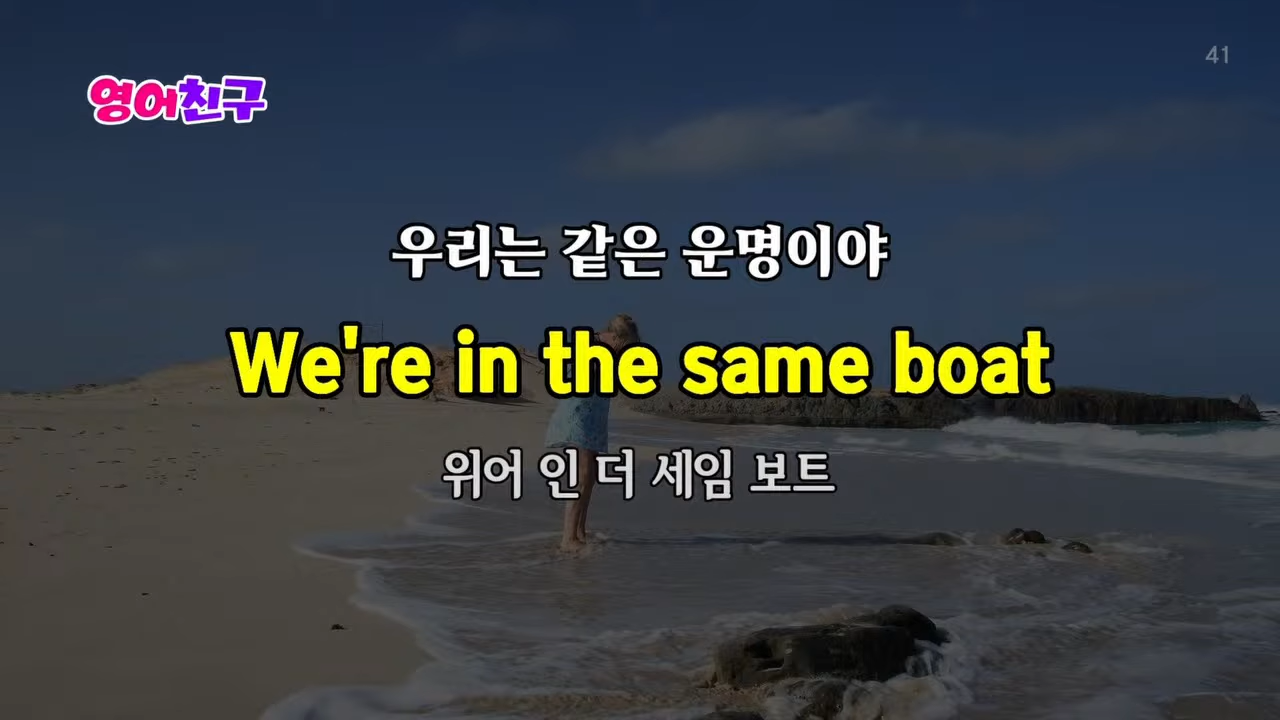 41
영어친구
우리는 같은 운명이야
We're in the same boat
위어 인 더 세임 보트